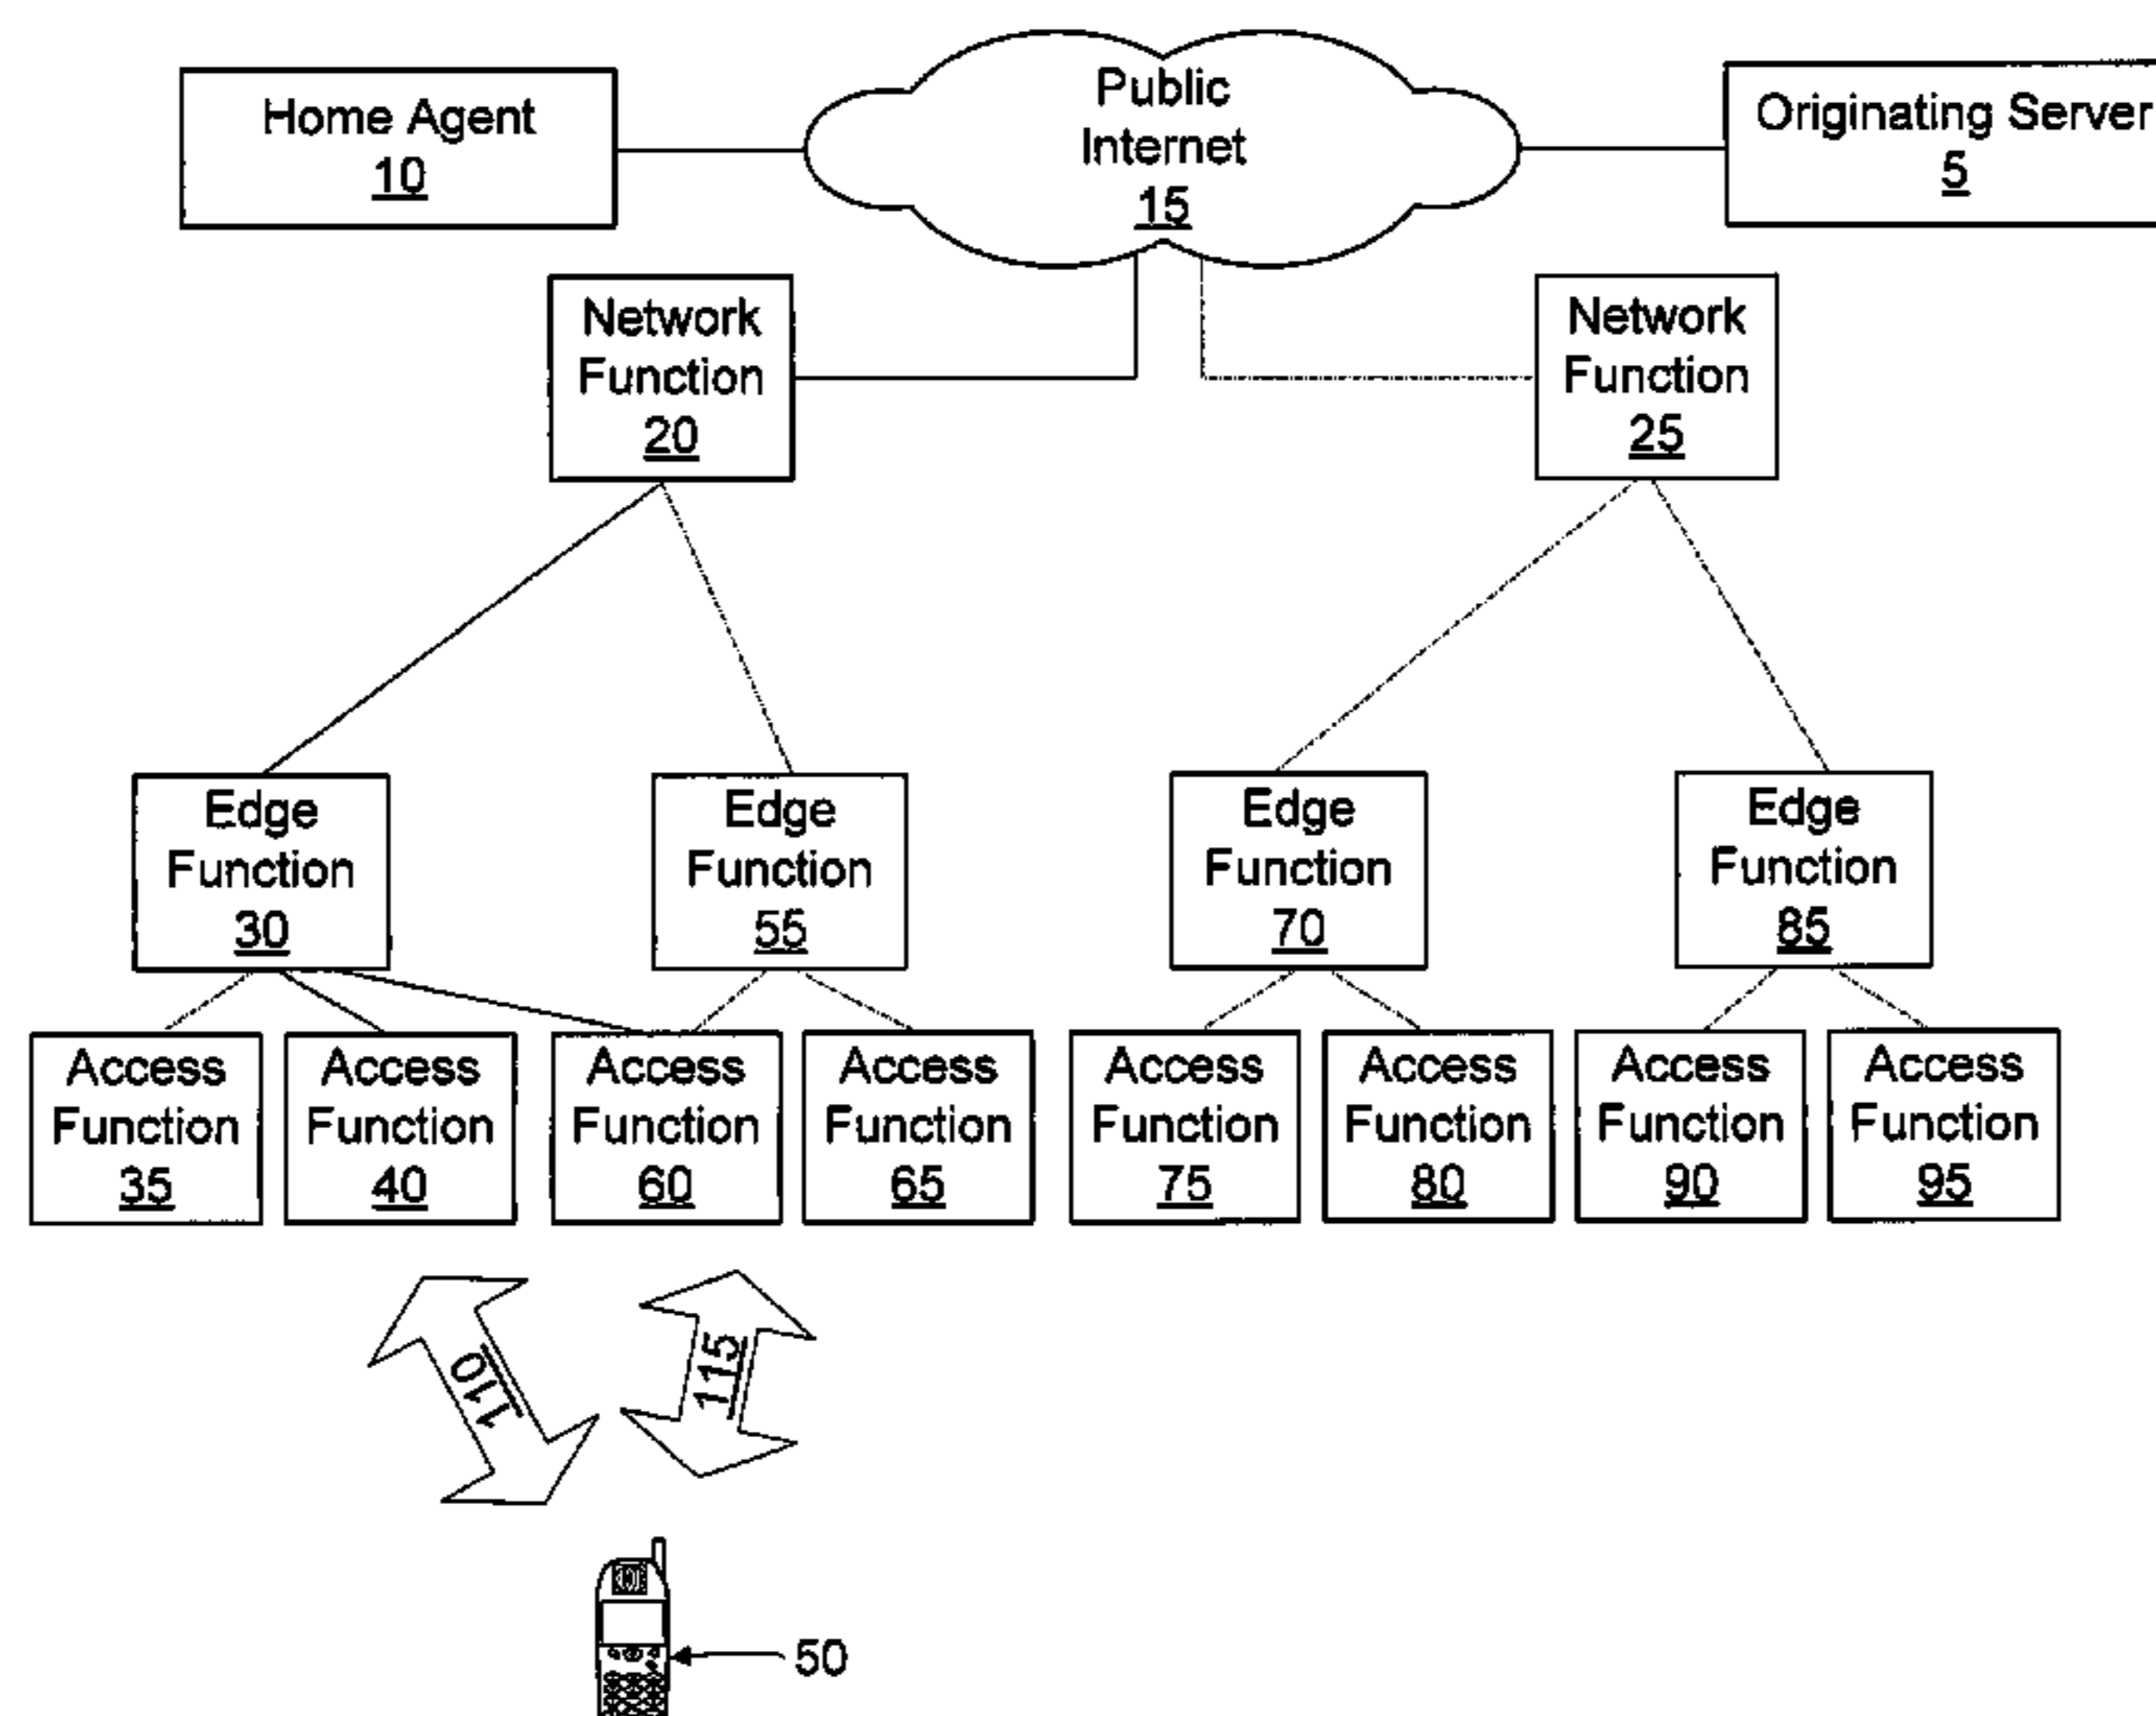 Home Agent
10
Public
Internet
15
Originating Server
5
Network
Function
20
Network
Function
25
Edge
Function
30
Edge
Function
55
Edge
Function
70
Edge
Function
85
Access
Function
35
Access
Function
40
Access
Function
60
Access
Function
65
Access
Function
75
Access
Function
80
Access
Function
90
Access
Function
95
110
115
50